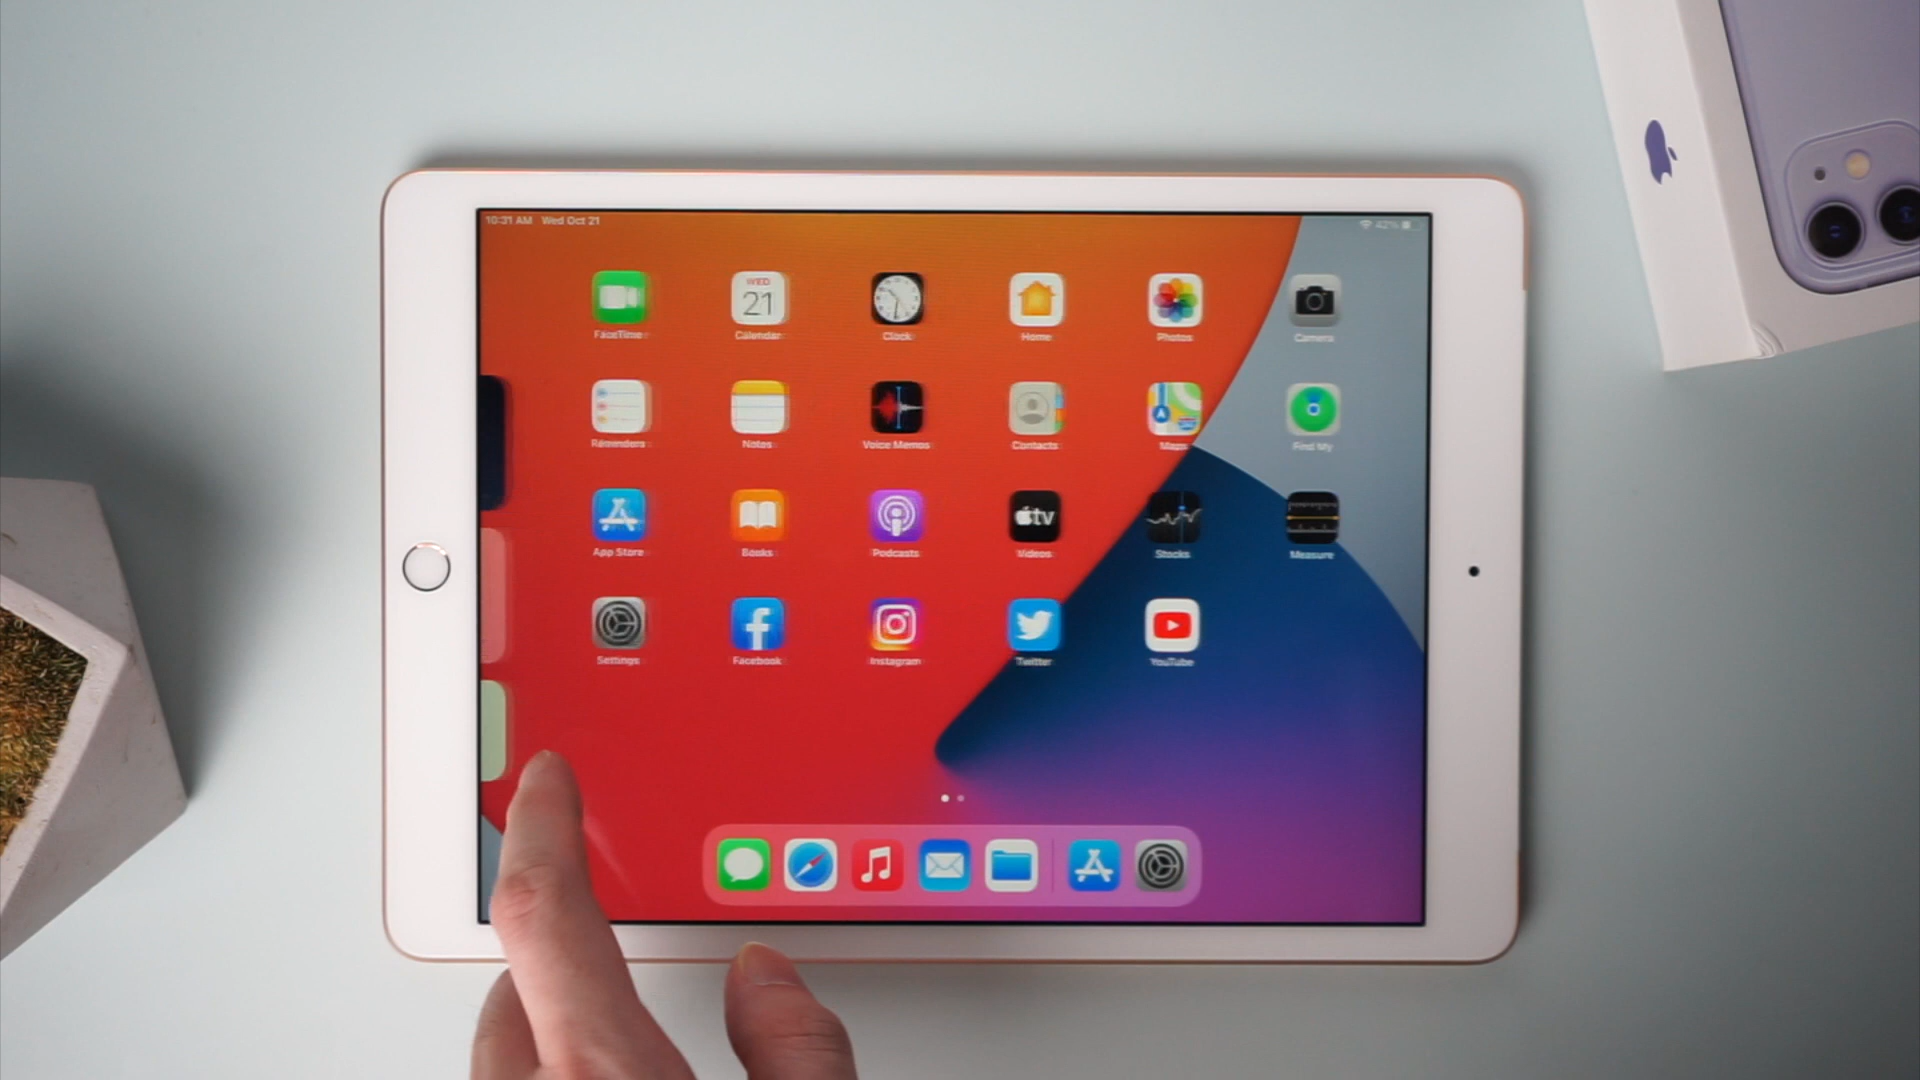 10:31 AM Wed Oct 21 42%
WED
21
FaceTime Calendar Clock Home Photos Camera
Reminders Notes Voice Memos Contacts Maps Find My
tv
App Store Books Podcasts Videos Stocks Measure
Settings Facebook Instagram Twitter YouTube